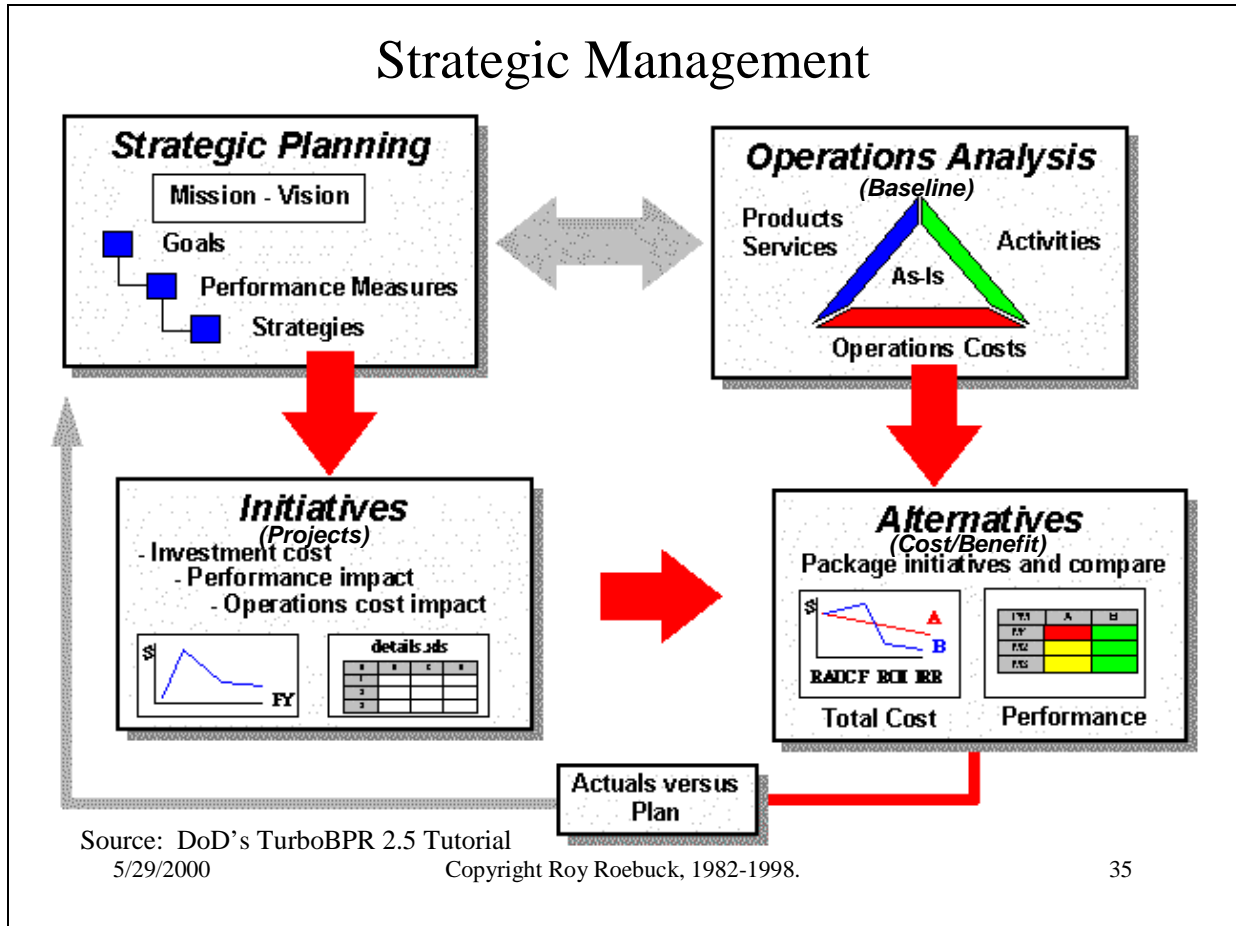 Strategic Management
Strategic Planning
Mission - Vision
Goals
Performance Measures
Strategies
Operations Analysis
(Baseline)
Products
Services
Activities
As-Is
Operations Costs
Initiatives
(Projects)
- Investment cost
- Performance impact
- Operations cost impact
$
FY
details.xls
1
2
3
Alternatives
(Cost/Benefit)
Package initiatives and compare
$
A
B
RADCF ROI IRR
Total Cost
A B
Performance
Actuals versus
Plan
Source: DoD's TurboBPR 2.5 Tutorial
5/29/2000 Copyright Roy Roebuck, 1982-1998. 35